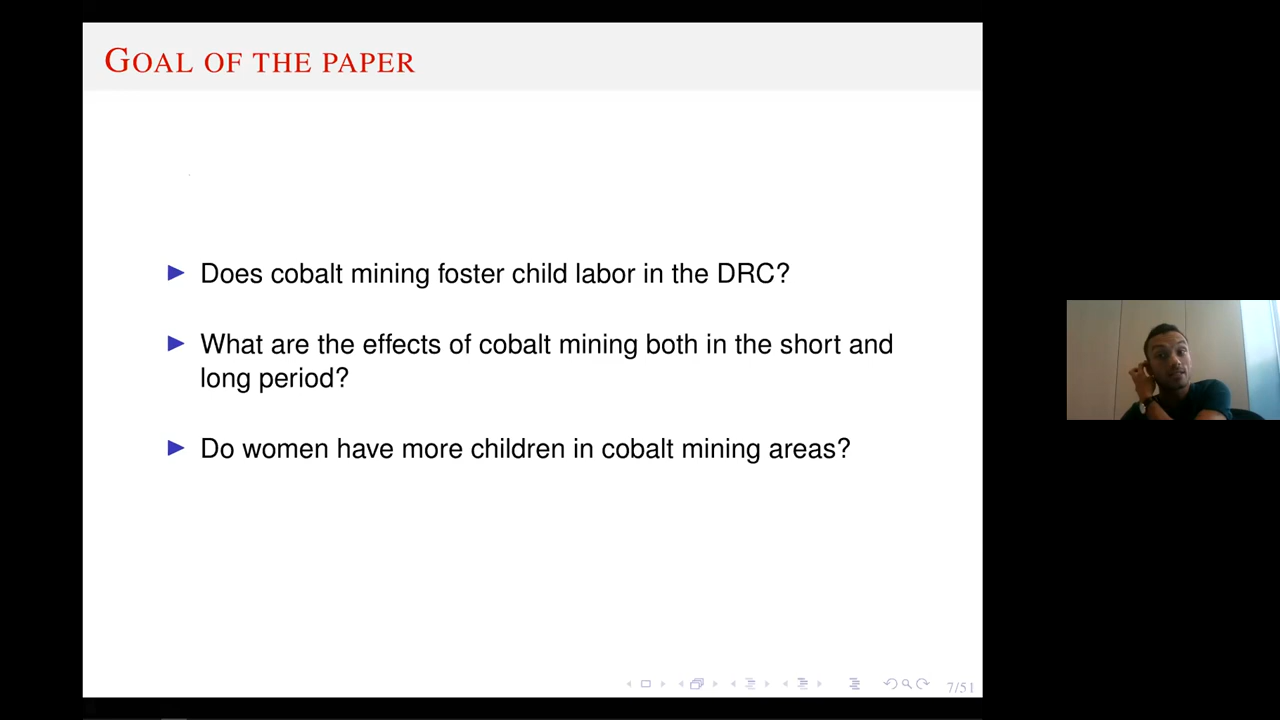 GOAL OF THE PAPER
Does cobalt mining foster child labor in the DRC?
What are the effects of cobalt mining both in the short and
long period?
Do women have more children in cobalt mining areas?
7/51